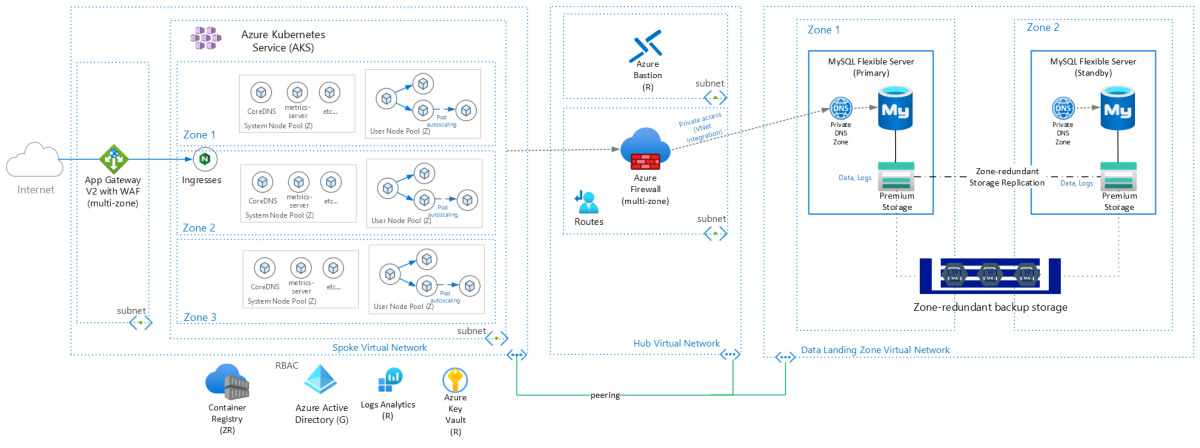 Internet
App Gateway
V2 with WAF
(multi-zone)
subnet
Azure Kubernetes
Service (AKS)
Ingresses
CoreDNS
metrics-
server
etc...
System Node Pool (Z)
Pod
autoscaling
User Node Pool (Z)
Zone 1
CoreDNS
metrics-
server
etc...
System Node Pool (Z)
Pod
autoscaling
User Node Pool (Z)
Zone 2
CoreDNS
metrics-
server
etc...
System Node Pool (Z)
Pod
autoscaling
User Node Pool (Z)
Zone 3
subnet
Spoke Virtual Network
Azure
Bastion
(R)
subnet
Azure
Firewall
(multi-zone)
Routes
subnet
Hub Virtual Network
Private access
(VNet
integration)
Zone 1
MySQL Flexible Server
(Primary)
DNS
Private
DNS
Zone
My
Data, Logs
Premium
Storage
Zone-redundant
Storage Replication
Zone 2
MySQL Flexible Server
(Standby)
DNS
Private
DNS
Zone
My
Data, Logs
Premium
Storage
Zone-redundant backup storage
Data Landing Zone Virtual Network
peering
RBAC
Container
Registry
(ZR)
Azure Active
Directory (G)
Logs Analytics
(R)
Azure
Key
Vault
(R)